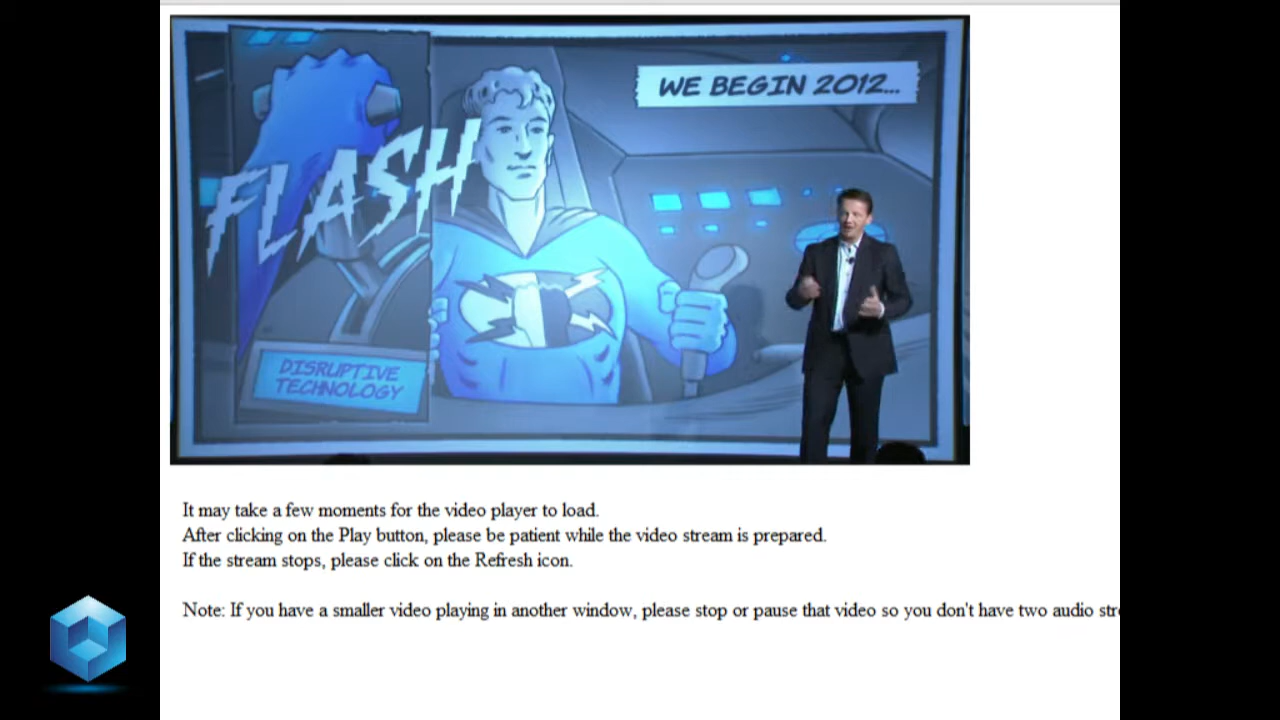 WE BEGIN 2012...
FLASH
DISRUPTIVE
TECHNOLOGY
It may take a few moments for the video player to load.
After clicking on the Play button, please be patient while the video stream is prepared.
If the stream stops, please click on the Refresh icon.
Note: If you have a smaller video playing in another window, please stop or pause that video so you don't have two audio str